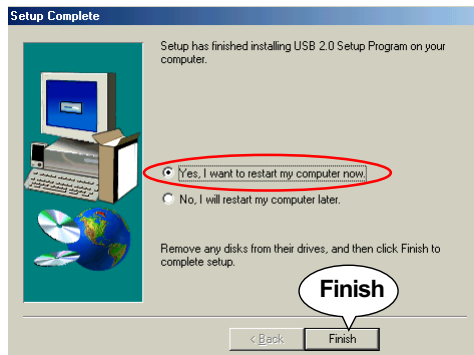 Setup Complete
Setup has finished installing USB 2.0 Setup Program on your
computer.
Yes, I want to restart my computer now.
No, I will restart my computer later.
Remove any disks from their drives, and then click Finish to
complete setup.
Finish
< Back
Finish